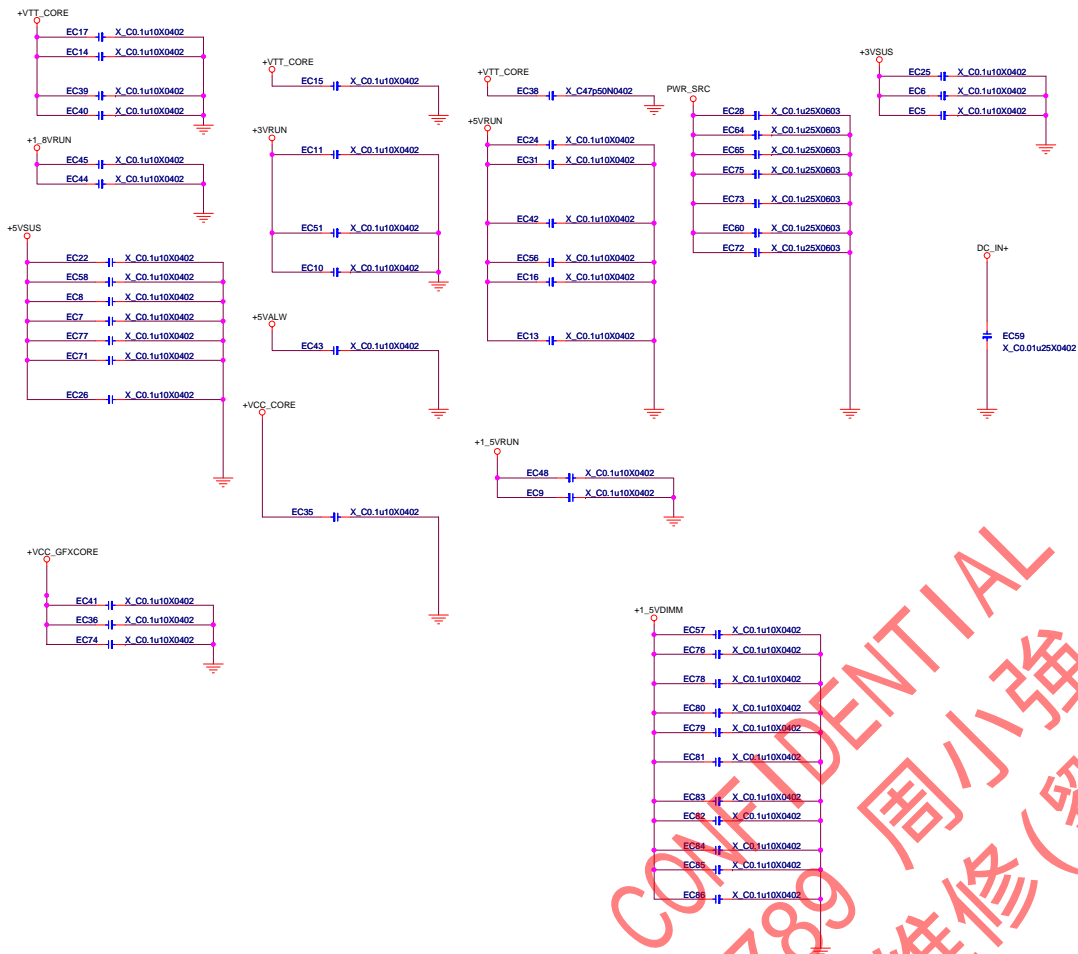 +VTT_CORE
EC17 X_C0.1u10X0402
EC14 X_C0.1u10X0402
EC39 X_C0.1u10X0402
EC40 X_C0.1u10X0402
+1_8VRUN
EC45 X_C0.1u10X0402
EC44 X_C0.1u10X0402
+5VSUS
EC22 X_C0.1u10X0402
EC58 X_C0.1u10X0402
EC8 X_C0.1u10X0402
EC7 X_C0.1u10X0402
EC77 X_C0.1u10X0402
EC71 X_C0.1u10X0402
EC26 X_C0.1u10X0402
+VTT_CORE
EC15 X_C0.1u10X0402
+3VRUN
EC11 X_C0.1u10X0402
EC51 X_C0.1u10X0402
EC10 X_C0.1u10X0402
+5VALW
EC43 X_C0.1u10X0402
+VCC_CORE
EC35 X_C0.1u10X0402
+VTT_CORE
EC38 X_C47p50N0402
+5VRUN
EC24 X_C0.1u10X0402
EC31 X_C0.1u10X0402
EC42 X_C0.1u10X0402
EC56 X_C0.1u10X0402
EC16 X_C0.1u10X0402
EC13 X_C0.1u10X0402
PWR_SRC
EC28 X_C0.1u25X0603
EC64 X_C0.1u25X0603
EC65 X_C0.1u25X0603
EC75 X_C0.1u25X0603
EC73 X_C0.1u25X0603
EC60 X_C0.1u25X0603
EC72 X_C0.1u25X0603
+3VSUS
EC25 X_C0.1u10X0402
EC6 X_C0.1u10X0402
EC5 X_C0.1u10X0402
DC_IN+
EC59
X_C0.01u25X0402
+1_5VRUN
EC48 X_C0.1u10X0402
EC9 X_C0.1u10X0402
+VCC_GFXCORE
EC41 X_C0.1u10X0402
EC36 X_C0.1u10X0402
EC74 X_C0.1u10X0402
+1_5VDIMM
EC57 X_C0.1u10X0402
EC76 X_C0.1u10X0402
EC78 X_C0.1u10X0402
EC80 X_C0.1u10X0402
EC79 X_C0.1u10X0402
EC81 X_C0.1u10X0402
EC83 X_C0.1u10X0402
EC82 X_C0.1u10X0402
EC84 X_C0.1u10X0402
EC85 X_C0.1u10X0402
EC86 X_C0.1u10X0402
CONFIDENTIAL
789 周小強
維修(